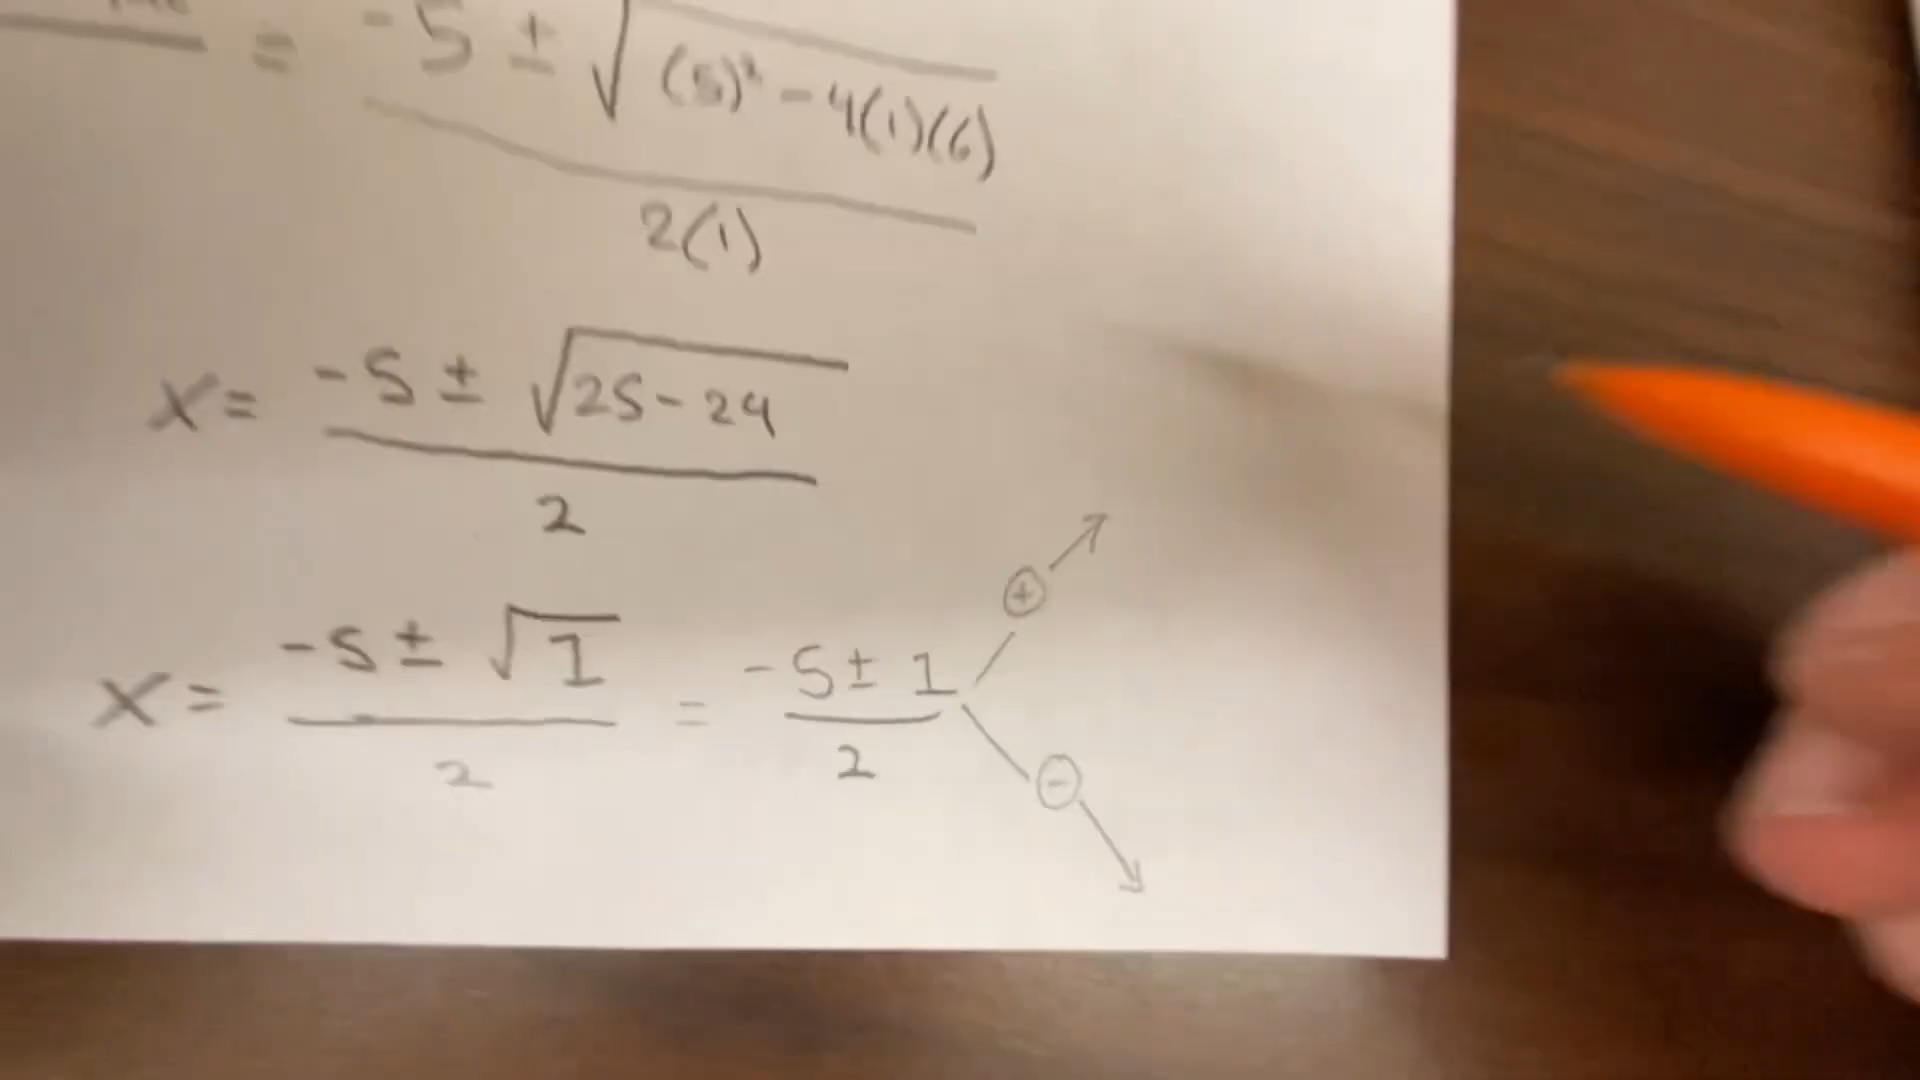 = -5 ± √(5)² - 4(1)(6)
2(1)
X = -5 ± √25 - 24
2
X = -5 ± √1 = -5 ± 1
2 2
+
-